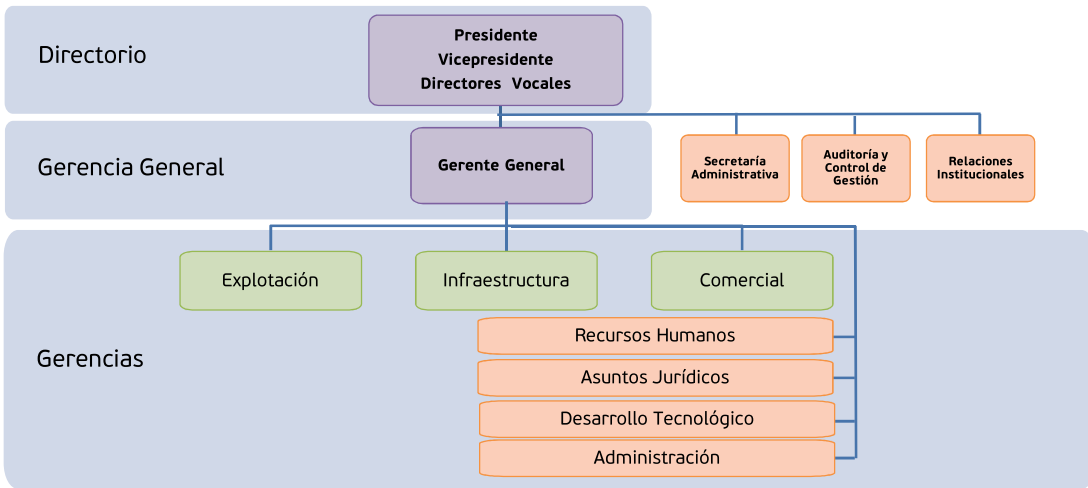 Directorio
Presidente
Vicepresidente
Directores Vocales
Gerencia General
Gerente General
Secretaría
Administrativa
Auditoría y
Control de
Gestión
Relaciones
Institucionales
Gerencias
Explotación
Infraestructura
Comercial
Recursos Humanos
Asuntos Jurídicos
Desarrollo Tecnológico
Administración